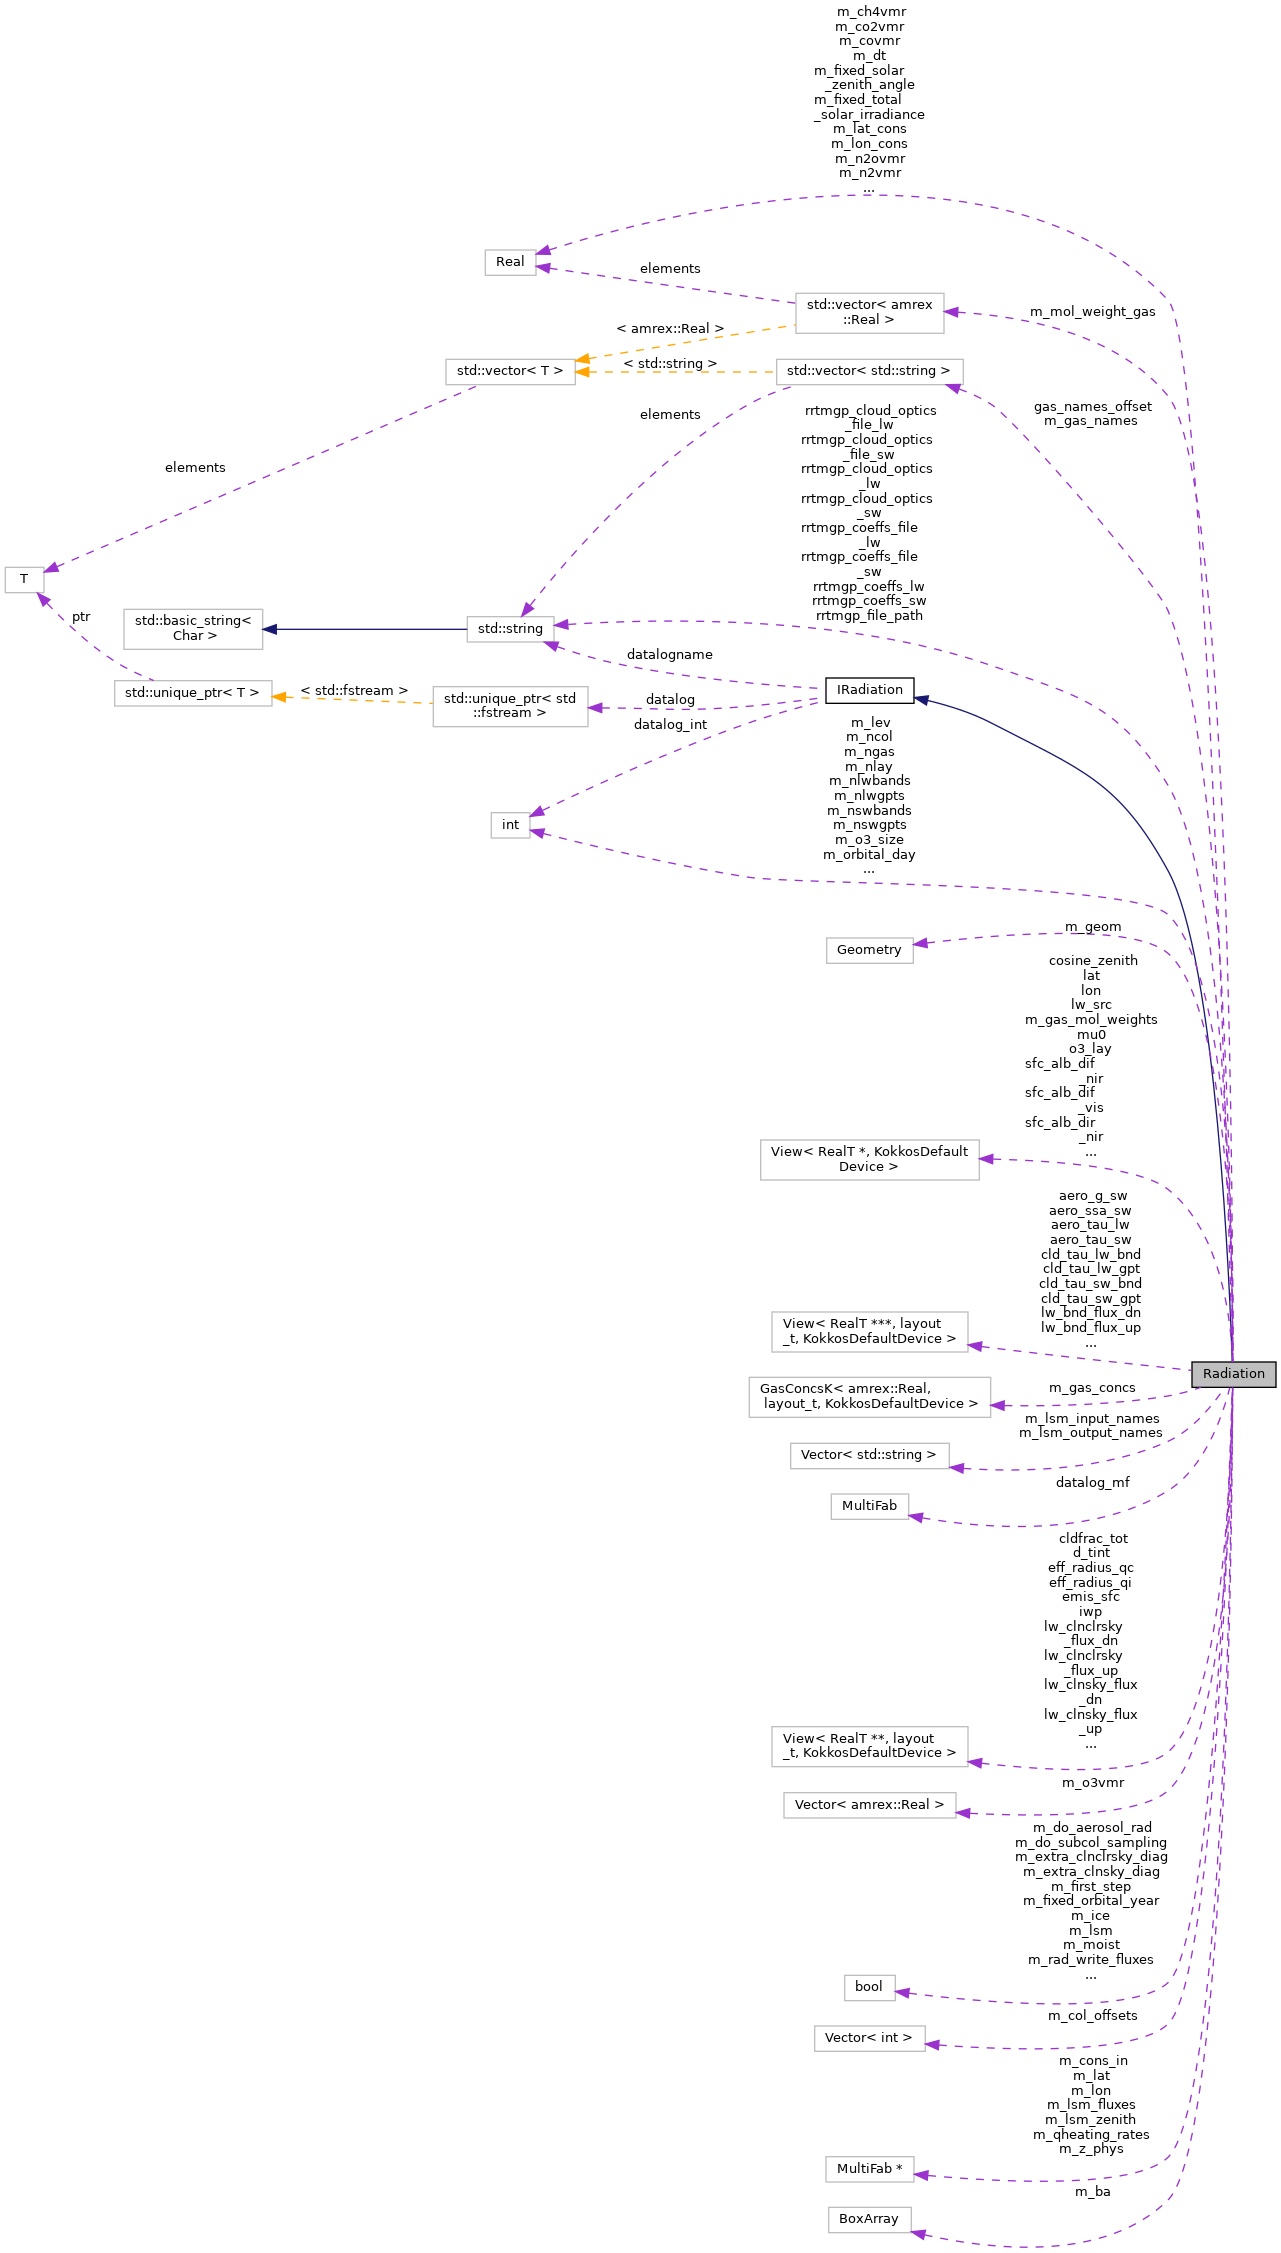 m_ch4vmr
m_co2vmr
m_covmr
m_dt
m_fixed_solar
_zenith_angle
m_fixed_total
_solar_irradiance
m_lat_cons
m_lon_cons
m_n2ovmr
m_n2vmr
...
Real
elements
std::vector< amrex
::Real >
m_mol_weight_gas
< amrex::Real >
std::vector< T >
< std::string >
std::vector< std::string >
gas_names_offset
m_gas_names
elements
elements
rrtmgp_cloud_optics
_file_lw
rrtmgp_cloud_optics
_file_sw
rrtmgp_cloud_optics
_lw
rrtmgp_cloud_optics
_sw
rrtmgp_coeffs_file
_lw
rrtmgp_coeffs_file
_sw
rrtmgp_coeffs_lw
rrtmgp_coeffs_sw
rrtmgp_file_path
T
ptr
std::basic_string<
Char >
std::string
datalogname
IRadiation
std::unique_ptr< T >
< std::fstream >
std::unique_ptr< std
::fstream >
datalog
datalog_int
int
m_lev
m_ncol
m_ngas
m_nlay
m_nlwbands
m_nlwgpts
m_nswbands
m_nswgpts
m_o3_size
m_orbital_day
...
m_geom
Geometry
cosine_zenith
lat
lon
lw_src
m_gas_mol_weights
mu0
o3_lay
sfc_alb_dif
_nir
sfc_alb_dif
_vis
sfc_alb_dir
_nir
...
View< RealT *, KokkosDefault
Device >
aero_g_sw
aero_ssa_sw
aero_tau_lw
aero_tau_sw
cld_tau_lw_bnd
cld_tau_lw_gpt
cld_tau_sw_bnd
cld_tau_sw_gpt
lw_bnd_flux_dn
lw_bnd_flux_up
...
View< RealT ***, layout
_t, KokkosDefaultDevice >
Radiation
GasConcsK< amrex::Real,
layout_t, KokkosDefaultDevice >
m_gas_concs
m_lsm_input_names
m_lsm_output_names
Vector< std::string >
datalog_mf
MultiFab
cldfrac_tot
d_tint
eff_radius_qc
eff_radius_qi
emis_sfc
iwp
lw_clnclrsky
_flux_dn
lw_clnclrsky
_flux_up
lw_clnsky_flux
_dn
lw_clnsky_flux
_up
...
View< RealT **, layout
_t, KokkosDefaultDevice >
m_o3vmr
Vector< amrex::Real >
m_do_aerosol_rad
m_do_subcol_sampling
m_extra_clnclrsky_diag
m_extra_clnsky_diag
m_first_step
m_fixed_orbital_year
m_ice
m_lsm
m_moist
m_rad_write_fluxes
...
bool
m_col_offsets
Vector< int >
m_cons_in
m_lat
m_lon
m_lsm_fluxes
m_lsm_zenith
m_qheating_rates
m_z_phys
MultiFab *
m_ba
BoxArray